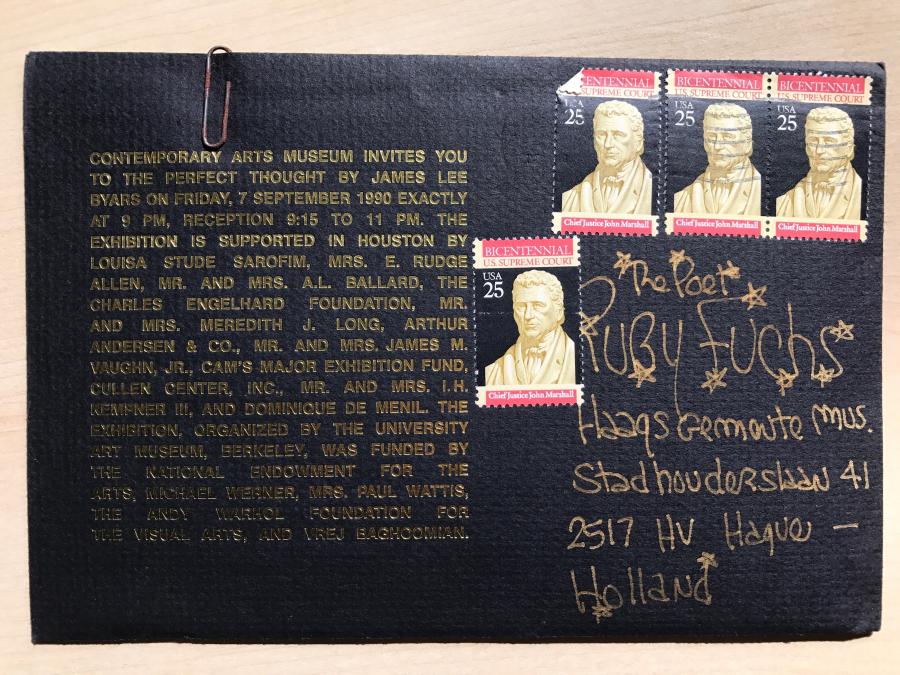 CONTEMPORARY ARTS MUSEUM INVITES YOU
TO THE PERFECT THOUGHT BY JAMES LEE
BYARS ON FRIDAY, 7 SEPTEMBER 1990 EXACTLY
AT 9 PM, RECEPTION 9:15 TO 11 PM. THE
EXHIBITION IS SUPPORTED IN HOUSTON BY
LOUISA STUDE SAROFIM, MRS. E. RUDGE
ALLEN, MR. AND MRS. A.L. BALLARD, THE
CHARLES ENGELHARD FOUNDATION, MR.
AND MRS. MEREDITH J. LONG, ARTHUR
ANDERSEN & CO., MR. AND MRS. JAMES M.
VAUGHN, JR., CAM'S MAJOR EXHIBITION FUND,
CULLEN CENTER, INC., MR. AND MRS. I.H.
KEMPNER III, AND DOMINIQUE DE MENIL. THE
EXHIBITION, ORGANIZED BY THE UNIVERSITY
ART MUSEUM, BERKELEY, WAS FUNDED BY
THE NATIONAL ENDOWMENT FOR THE
ARTS, MICHAEL WERNER, MRS. PAUL WATTIS,
THE ANDY WARHOL FOUNDATION FOR
THE VISUAL ARTS, AND VREJ BAGHOOMIAN.
CENTENNIAL
U.S. SUPREME COURT
USA
25
Chief Justice John Marshall
BICENTENNIAL
U.S. SUPREME COURT
USA
25
Chief Justice John Marshall
BICENTENNIAL
U.S. SUPREME COURT
USA
25
Chief Justice John Marshall
BICENTENNIAL
U.S. SUPREME COURT
USA
25
Chief Justice John Marshall
The Poet
RUBY FUchs
Haags Gemeente Mus.
Stadhouderslaan 41
2517 HV Hague —
Holland